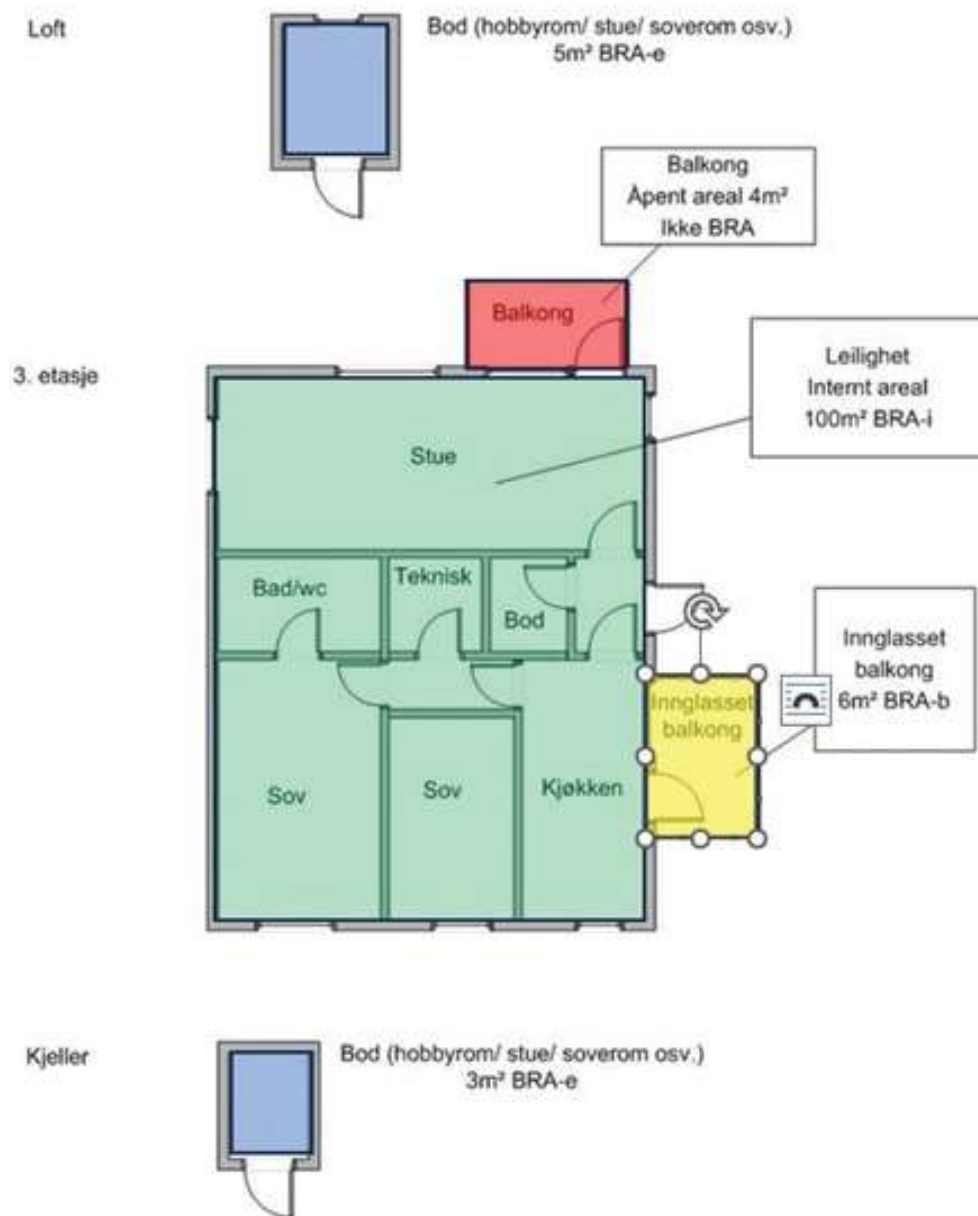 Loft
Bod (hobbyrom/ stue/ soverom osv.)
5m² BRA-e
Balkong
Åpent areal 4m²
Ikke BRA
Balkong
3. etasje
Leilighet
Internt areal
100m² BRA-i
Stue
Bad/wc
Teknisk
Bod
Innglasset
balkong
6m² BRA-b
Innglasset
balkong
Sov
Sov
Kjøkken
Kjeller
Bod (hobbyrom/ stue/ soverom osv.)
3m² BRA-e